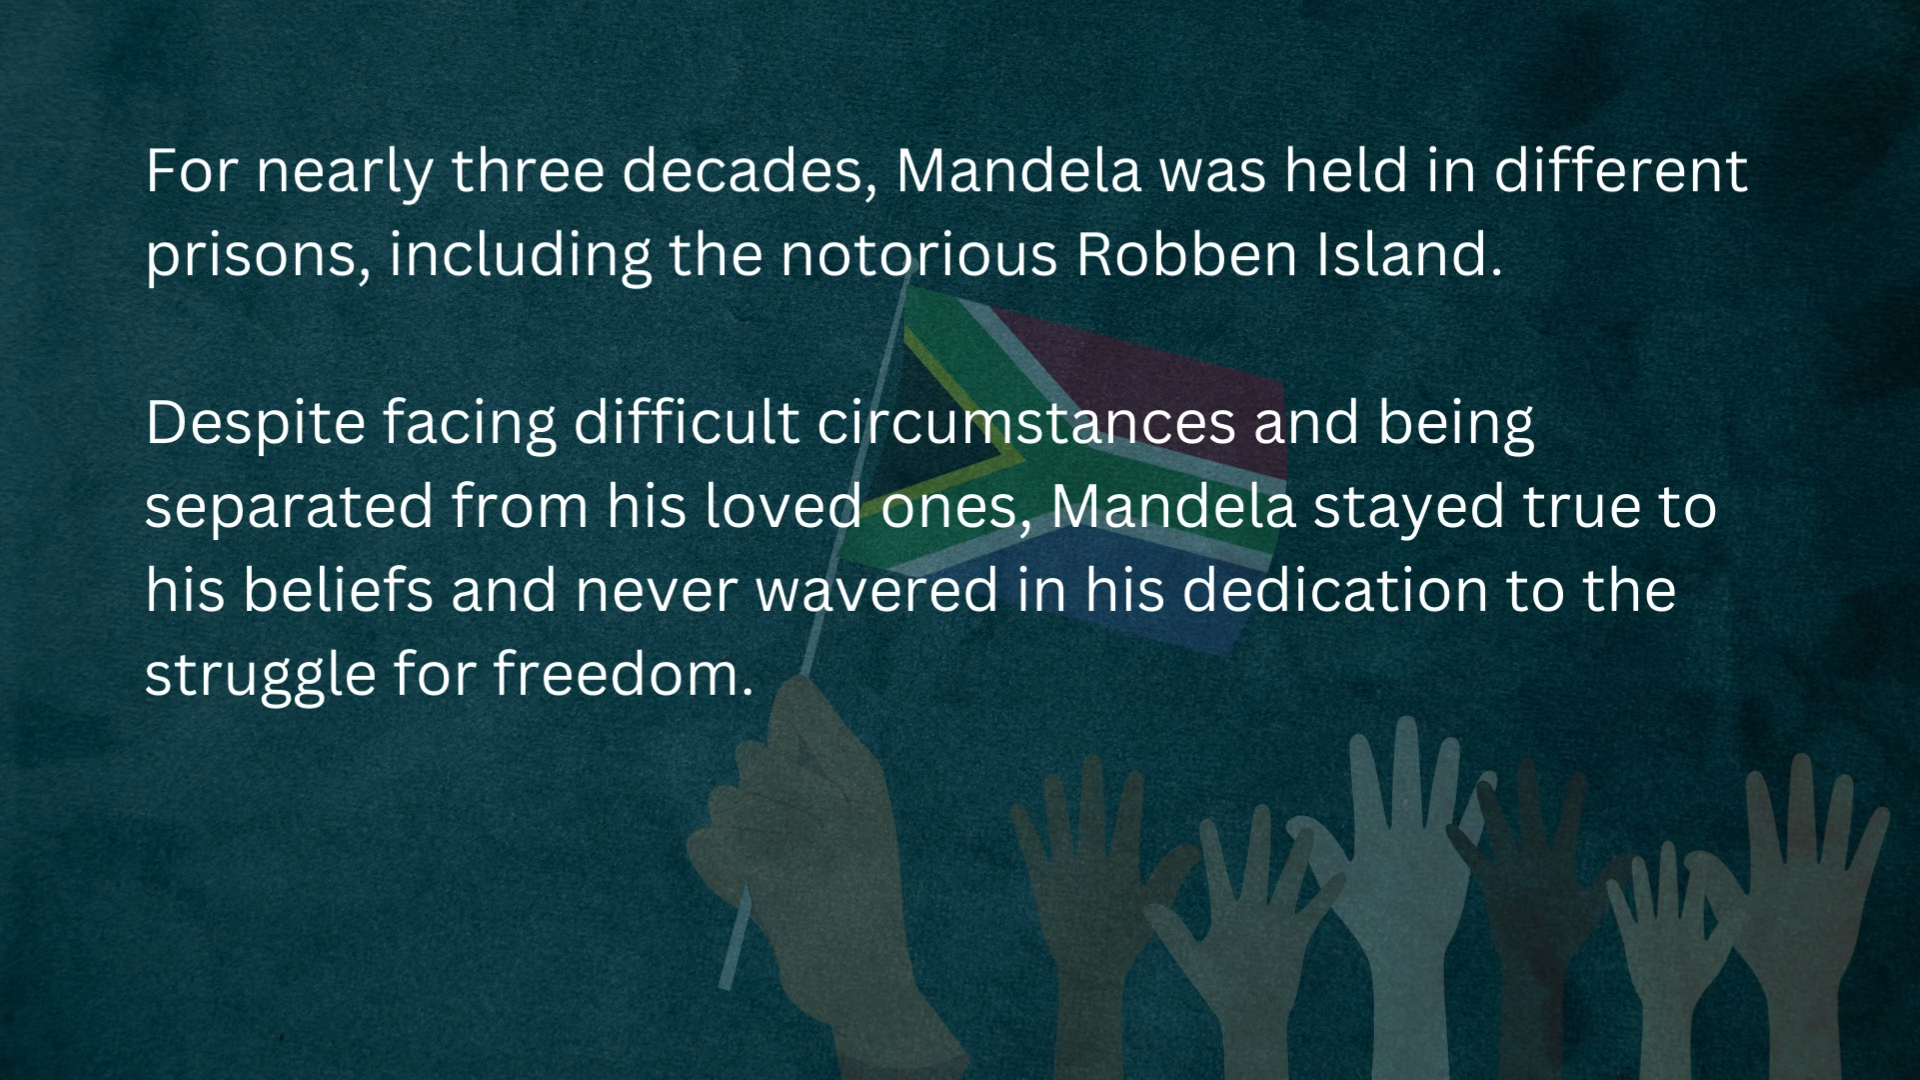 For nearly three decades, Mandela was held in different
prisons, including the notorious Robben Island.
Despite facing difficult circumstances and being
separated from his loved ones, Mandela stayed true to
his beliefs and never wavered in his dedication to the
struggle for freedom.